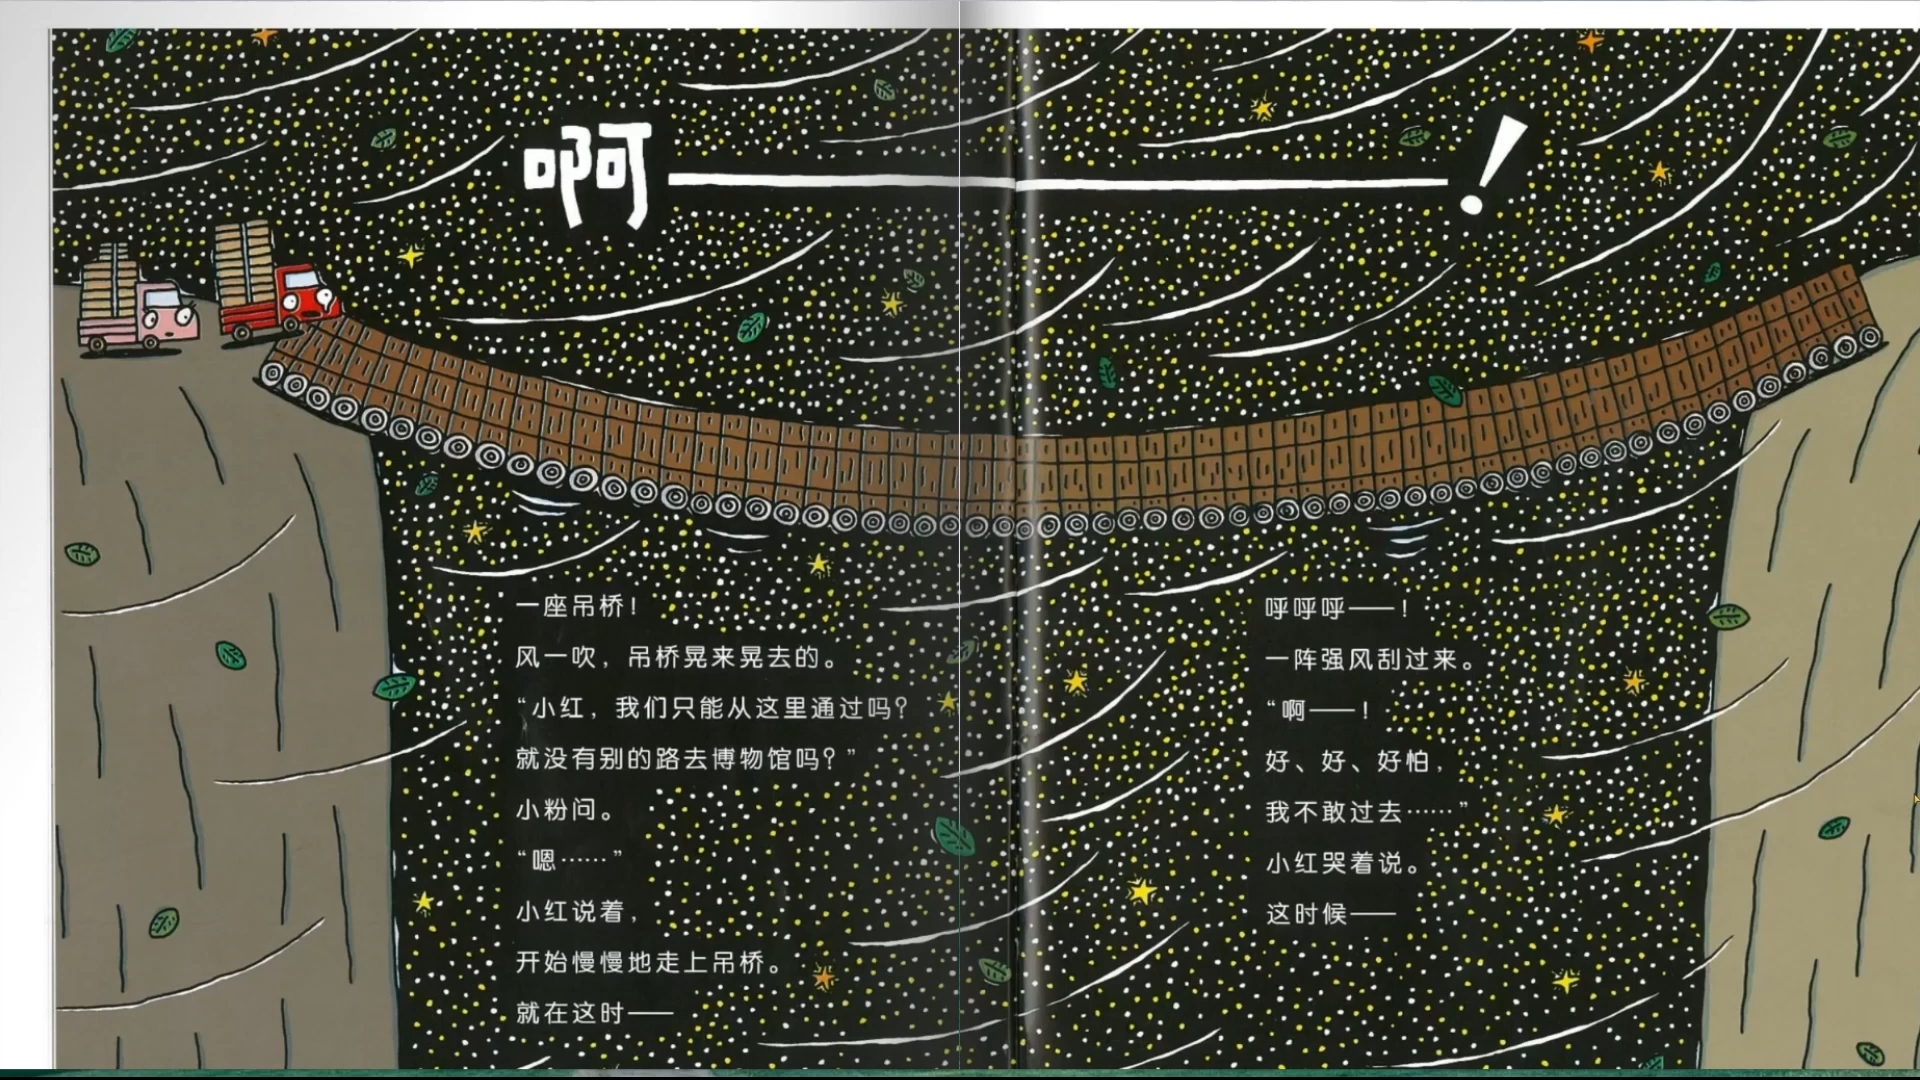 啊——！
一座吊桥！
风一吹，吊桥晃来晃去的。
“小红，我们只能从这里通过吗？
就没有别的路去博物馆吗？”
小粉问。
“嗯……”
小红说着，
开始慢慢地走上吊桥。
就在这时——
呼呼呼——！
一阵强风刮过来。
“啊——！
好、好、好怕，
我不敢过去……”
小红哭着说。
这时候——